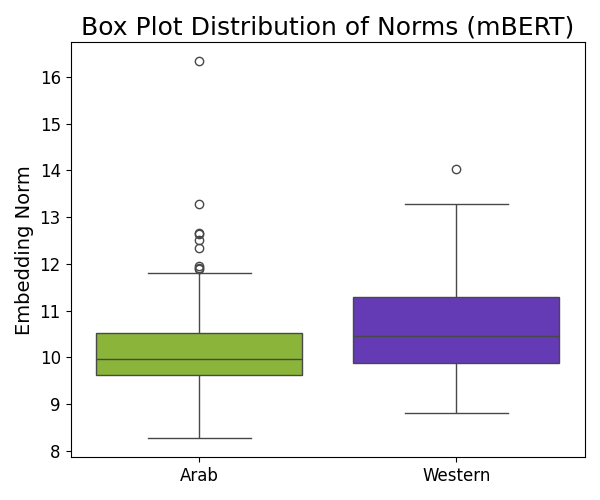 Box Plot Distribution of Norms (mBERT)
Embedding Norm
16
15
14
13
12
11
10
9
8
Arab
Western